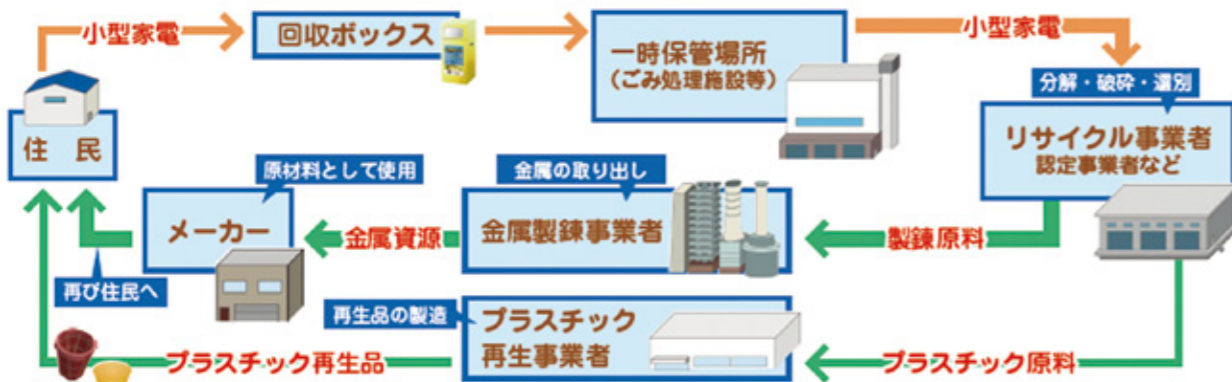 小型家電
回収ボックス
一時保管場所
（ごみ処理施設等）
小型家電
分解・破砕・選別
リサイクル事業者
認定事業者など
住 民
原材料として使用
メーカー
金属資源
金属の取り出し
金属製錬事業者
製錬原料
再び住民へ
再生品の製造
プラスチック
再生事業者
プラスチック再生品
プラスチック原料